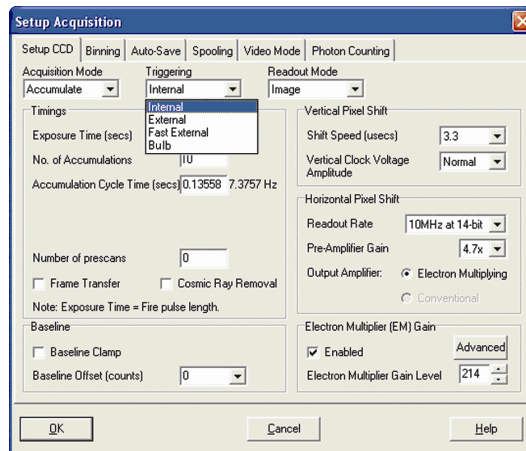 Setup Acquisition
Setup CCD Binning Auto-Save Spooling Video Mode Photon Counting
Acquisition Mode Triggering Readout Mode
Accumulate Internal Image
Internal
External
Fast External
Bulb
Timings
Exposure Time (secs)
No. of Accumulations 10
Accumulation Cycle Time (secs) 0.13558 7.3757 Hz
Number of prescans 0
Frame Transfer Cosmic Ray Removal
Note: Exposure Time = Fire pulse length.
Baseline
Baseline Clamp
Baseline Offset (counts) 0
Vertical Pixel Shift
Shift Speed (usecs) 3.3
Vertical Clock Voltage
Amplitude
Normal
Horizontal Pixel Shift
Readout Rate 10MHz at 14-bit
Pre-Amplifier Gain 4.7x
Output Amplifier: Electron Multiplying
Conventional
Electron Multiplier (EM) Gain
Enabled Advanced
Electron Multiplier Gain Level 214
OK Cancel Help